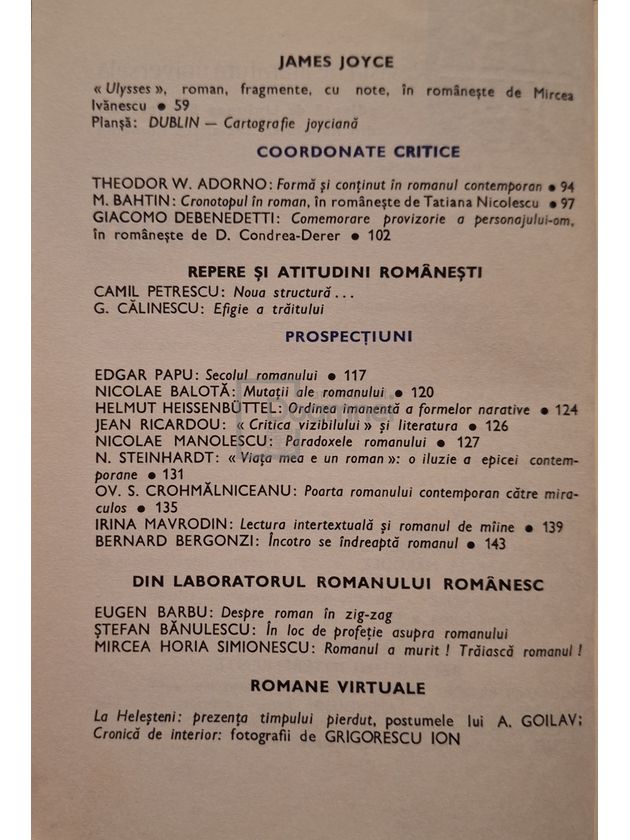 JAMES JOYCE
« Ulysses », roman, fragmente, cu note, în românește de Mircea
Ivănescu ● 59
Planșă: DUBLIN — Cartografie joyciană
COORDONATE CRITICE
THEODOR W. ADORNO: Formă și conținut în romanul contemporan ● 94
M. BAHTIN: Cronotopul în roman, în românește de Tatiana Nicolescu ● 97
GIACOMO DEBENEDETTI: Comemorare provizorie a personajului-om,
în românește de D. Condrea-Derer ● 102
REPERE ȘI ATITUDINI ROMÂNEȘTI
CAMIL PETRESCU: Noua structură...
G. CĂLINESCU: Efigie a trăitului
PROSPECȚIUNI
EDGAR PAPU: Secolul romanului ● 117
NICOLAE BALOTĂ: Mutații ale romanului ● 120
HELMUT HEISSENBÜTTEL: Ordinea imanentă a formelor narative ● 124
JEAN RICARDOU: « Critica vizibilului » și literatura ● 126
NICOLAE MANOLESCU: Paradoxele romanului ● 127
N. STEINHARDT: « Viața mea e un roman »: o iluzie a epicei contem-
porane ● 131
OV. S. CROHMĂLNICEANU: Poarta romanului contemporan către mira-
culos ● 135
IRINA MAVRODIN: Lectura intertextuală și romanul de mîine ● 139
BERNARD BERGONZI: Încotro se îndreaptă romanul ● 143
DIN LABORATORUL ROMANULUI ROMÂNESC
EUGEN BARBU: Despre roman în zig-zag
ȘTEFAN BĂNULESCU: În loc de profeție asupra romanului
MIRCEA HORIA SIMIONESCU: Romanul a murit! Trăiască romanul!
ROMANE VIRTUALE
La Heleșteni: prezența timpului pierdut, postumele lui A. GOILAV;
Cronică de interior: fotografii de GRIGORESCU ION